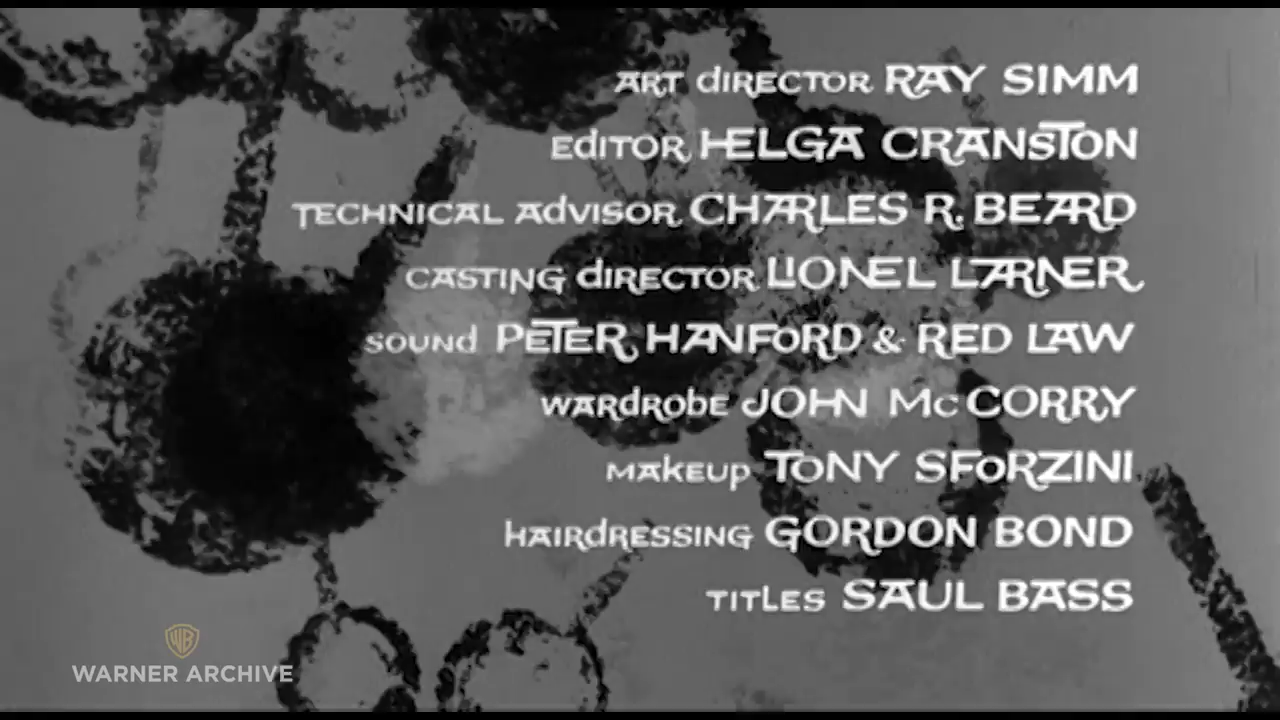 ART dIRECTOR RAY SIMM
EdITOR HELGA CRANSTON
TECHNICAL AdVISOR CHARLES R. BEARD
CASTING dIRECTOR LIONEL LARNER
SOUNd PETER HANFORD & RED LAW
WARdRObE JOHN McCORRY
MAKEUp TONY SFORZINI
hAIRdRESSING GORDON BOND
TITLES SAUL BASS
WB
WARNER ARCHIVE